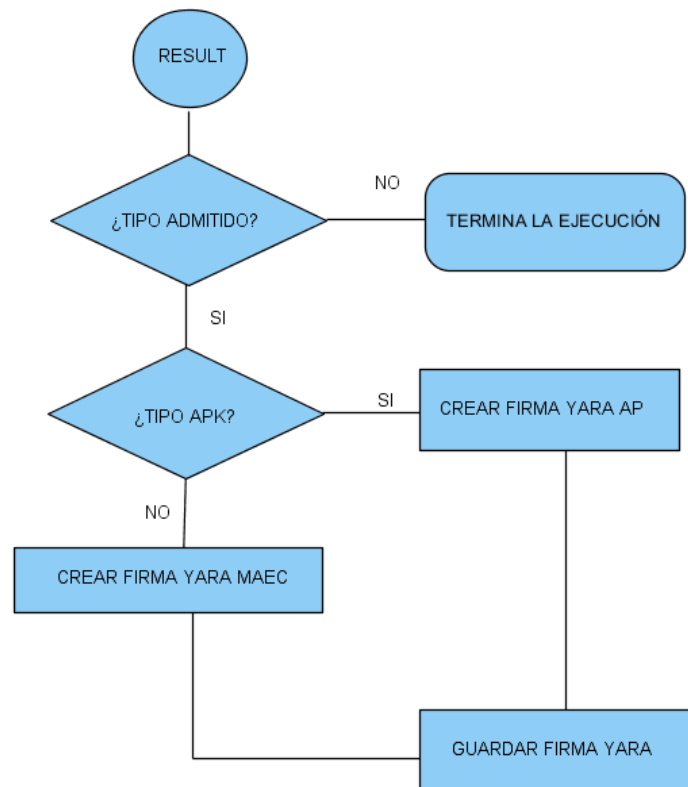 RESULT
¿TIPO ADMITIDO?
NO
TERMINA LA EJECUCIÓN
SI
¿TIPO APK?
SI
CREAR FIRMA YARA AP
NO
CREAR FIRMA YARA MAEC
GUARDAR FIRMA YARA